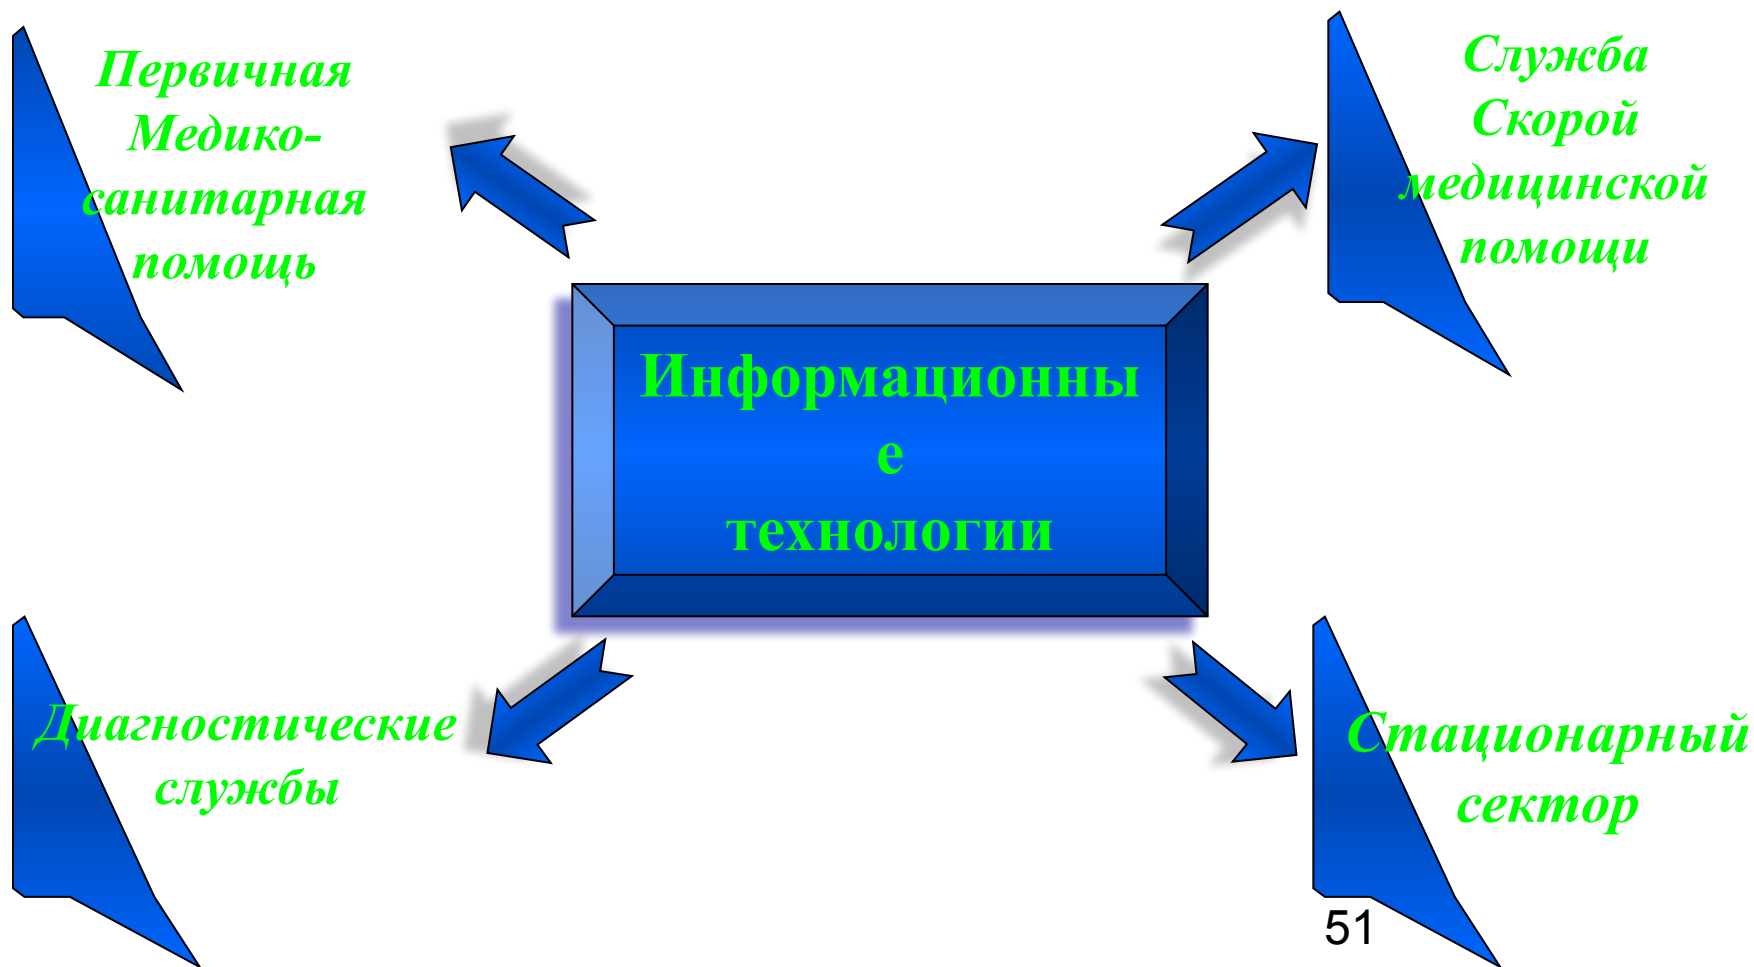 Первичная
Медико-
санитарная
помощь
Служба
Скорой
медицинской
помощи
Информационны
е
технологии
Диагностические
службы
Стационарный
сектор
51